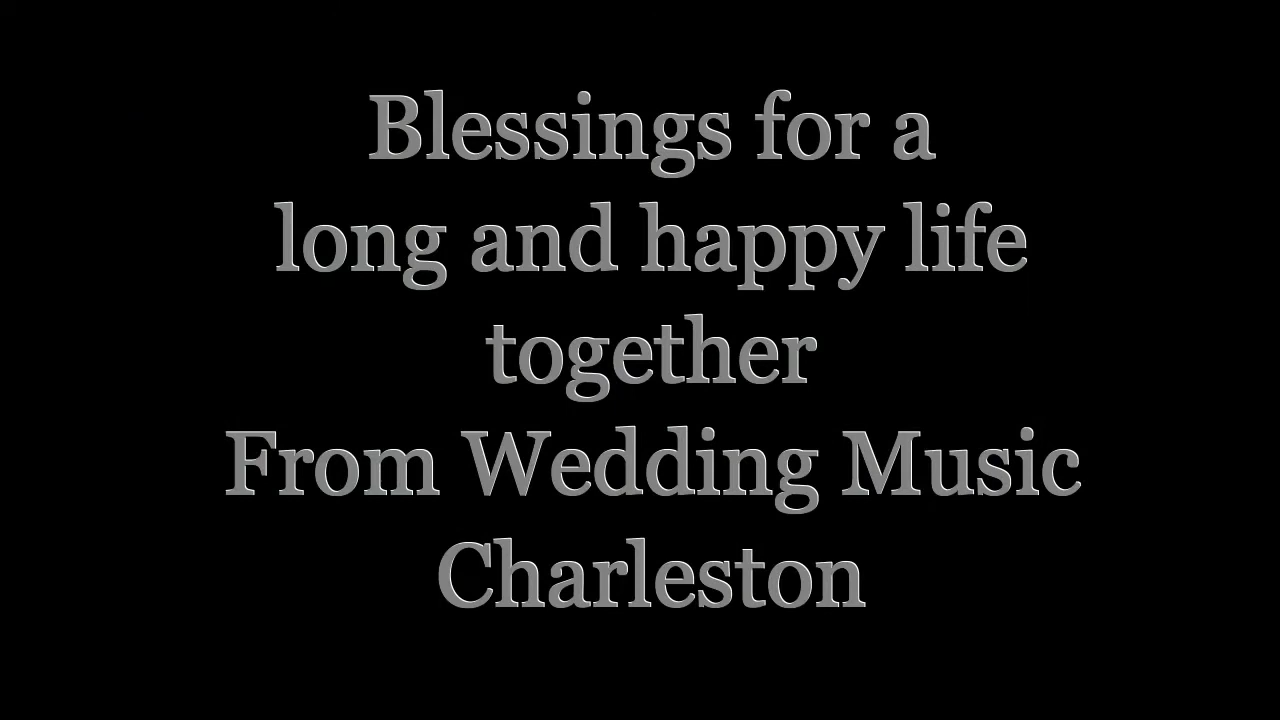 Blessings for a
long and happy life
together
From Wedding Music
Charleston